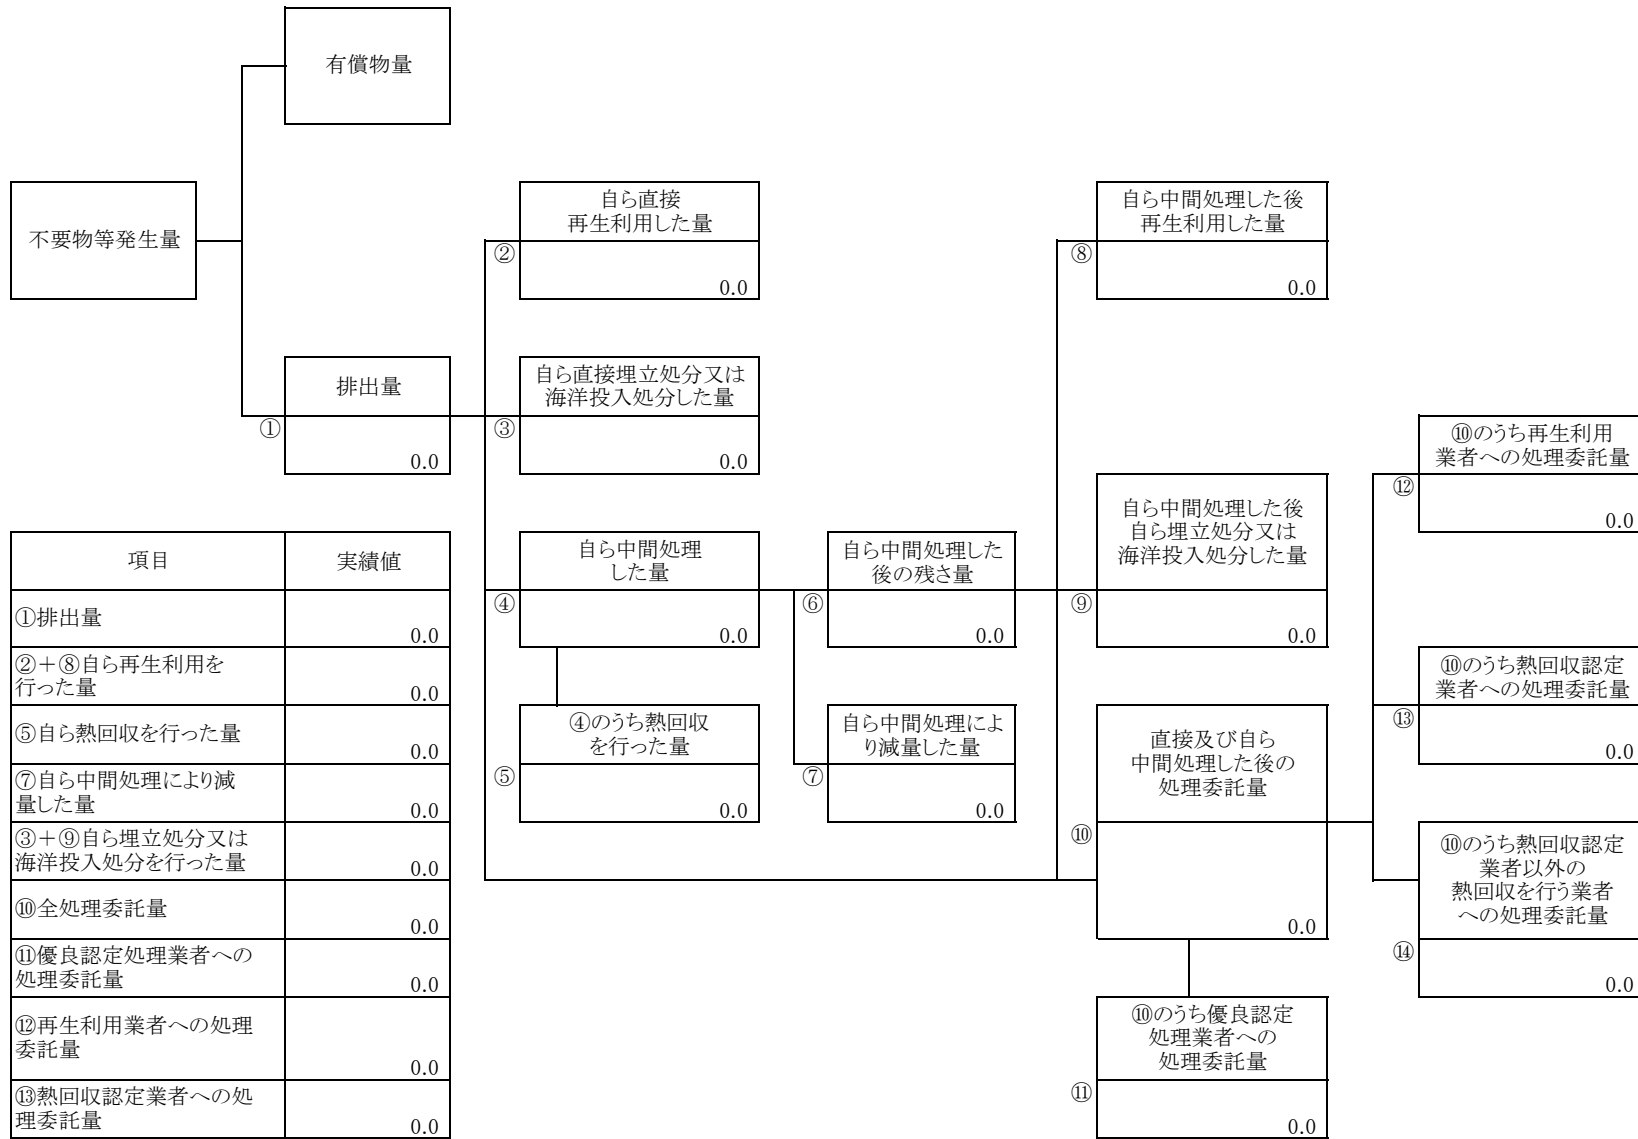 有償物量
不要物等発生量
排出量
①
0.0
自ら直接
再生利用した量
②
0.0
自ら直接埋立処分又は
海洋投入処分した量
③
0.0
自ら中間処理
した量
④
0.0
④のうち熱回収
を行った量
⑤
0.0
自ら中間処理した
後の残さ量
⑥
0.0
自ら中間処理によ
り減量した量
⑦
0.0
自ら中間処理した後
再生利用した量
⑧
0.0
自ら中間処理した後
自ら埋立処分又は
海洋投入処分した量
⑨
0.0
直接及び自ら
中間処理した後の
処理委託量
⑩
0.0
⑩のうち優良認定
処理業者への
処理委託量
⑪
0.0
⑩のうち再生利用
業者への処理委託量
⑫
0.0
⑩のうち熱回収認定
業者への処理委託量
⑬
0.0
⑩のうち熱回収認定
業者以外の
熱回収を行う業者
への処理委託量
⑭
0.0
項目 実績値
①排出量
0.0
②＋⑧自ら再生利用を
行った量
0.0
⑤自ら熱回収を行った量
0.0
⑦自ら中間処理により減
量した量
0.0
③＋⑨自ら埋立処分又は
海洋投入処分を行った量
0.0
⑩全処理委託量
0.0
⑪優良認定処理業者への
処理委託量
0.0
⑫再生利用業者への処理
委託量
0.0
⑬熱回収認定業者への処
理委託量
0.0